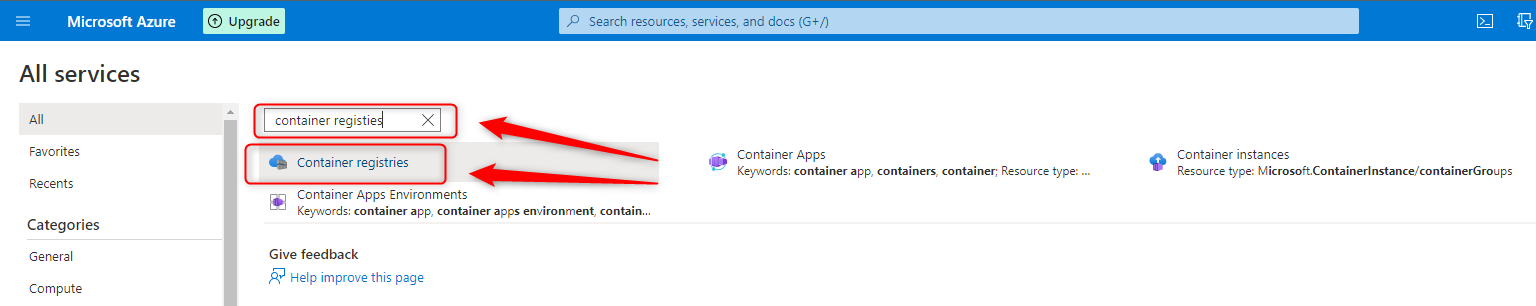 Microsoft Azure
Upgrade
Search resources, services, and docs (G+/)
All services
All
Favorites
Recents
Categories
General
Compute
container registies
Container registries
Container Apps
Keywords: container app, containers, container; Resource type: ...
Container instances
Resource type: Microsoft.ContainerInstance/containerGroups
Container Apps Environments
Keywords: container app, container apps environment, contain...
Give feedback
Help improve this page